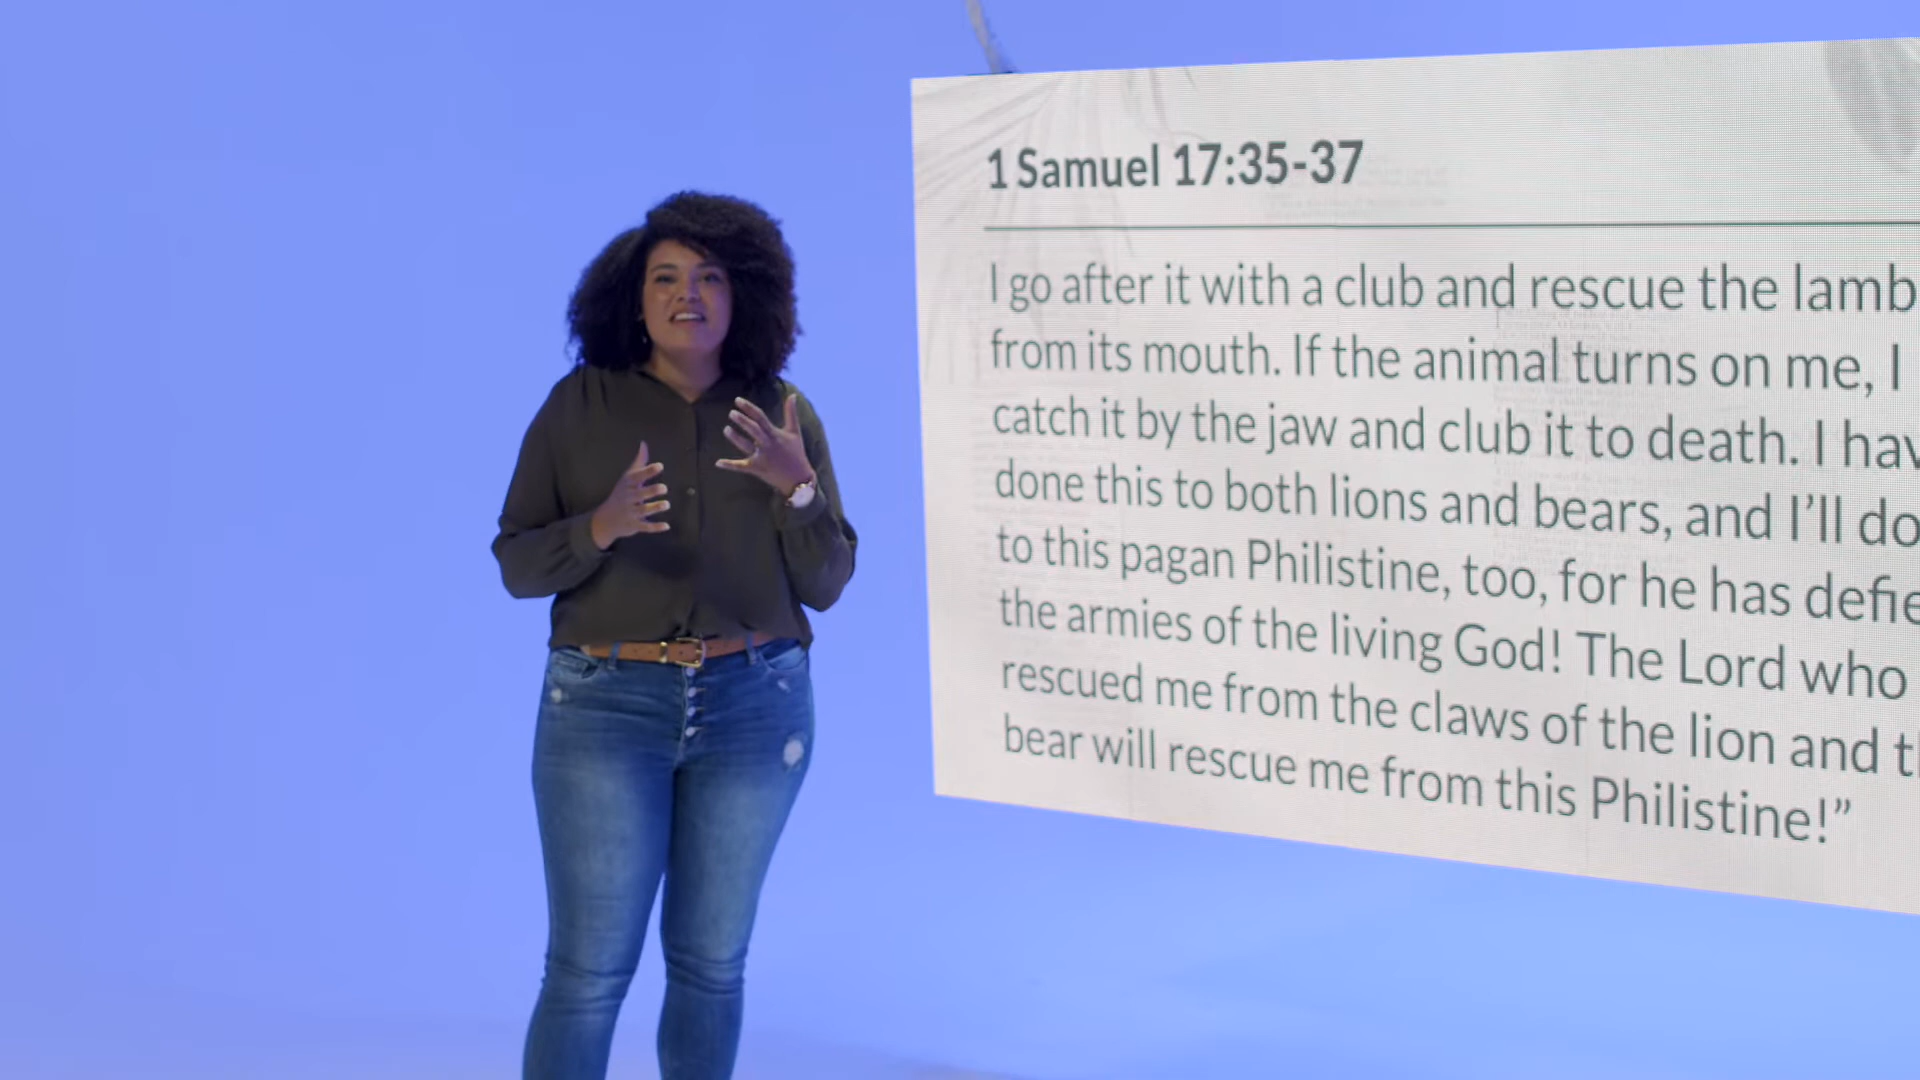 1 Samuel 17:35-37
I go after it with a club and rescue the lamb
from its mouth. If the animal turns on me, I
catch it by the jaw and club it to death. I hav
done this to both lions and bears, and I’ll do
to this pagan Philistine, too, for he has defie
the armies of the living God! The Lord who
rescued me from the claws of the lion and t
bear will rescue me from this Philistine!”